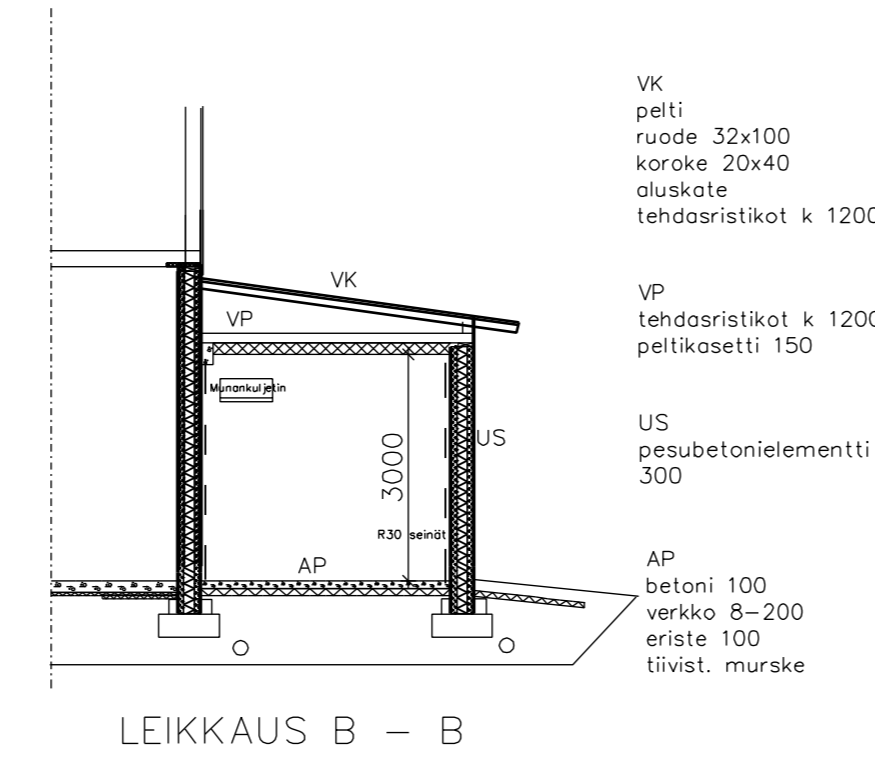 VK
pelti
ruode 32x100
koroke 20x40
aluskate
tehdasristikot k 1200
VK
VP
VP
tehdasristikot k 1200
peltikasetti 150
Munankuljetin
3000
US
US
pesubetonielementti
300
R30 seinät
AP
AP
betoni 100
verkko 8-200
eriste 100
tiivist. murske
LEIKKAUS B - B